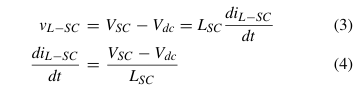 v_{L−SC} = V_{SC} − V_{dc} = L_{SC} \frac{di_{L−SC}}{dt} (3)
\frac{di_{L−SC}}{dt} = \frac{V_{SC} − V_{dc}}{L_{SC}} (4)